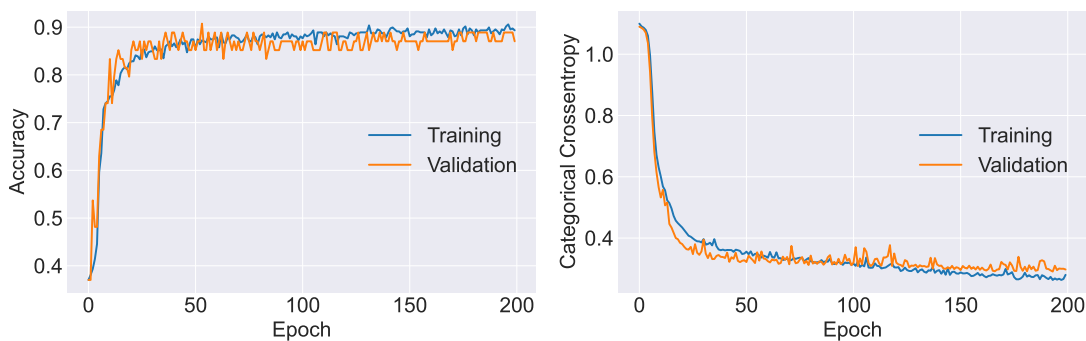 Accuracy
0.9
0.8
0.7
0.6
0.5
0.4
0
50
100
150
200
Epoch
Training
Validation
Categorical Crossentropy
1.0
0.8
0.6
0.4
0
50
100
150
200
Epoch
Training
Validation